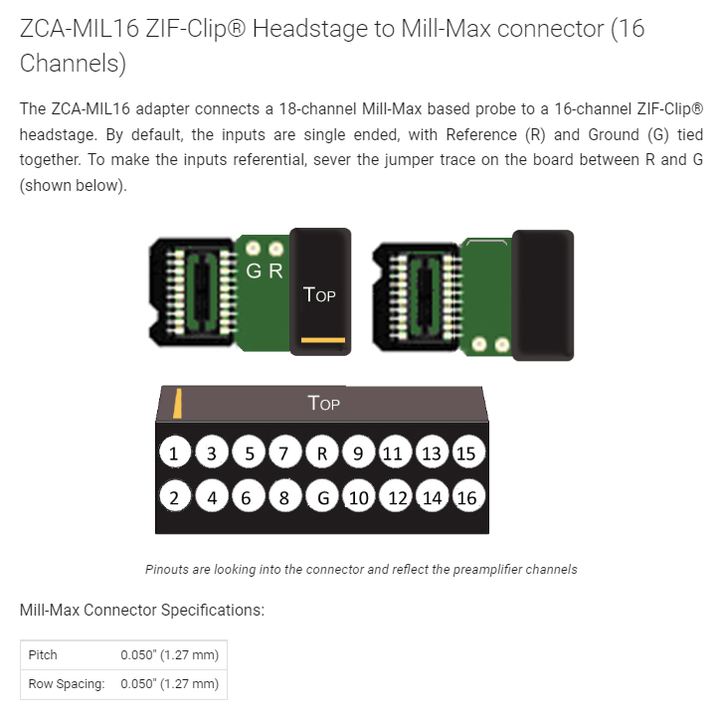 ZCA-MIL16 ZIF-Clip® Headstage to Mill-Max connector (16
Channels)
The ZCA-MIL16 adapter connects a 18-channel Mill-Max based probe to a 16-channel ZIF-Clip®
headstage. By default, the inputs are single ended, with Reference (R) and Ground (G) tied
together. To make the inputs referential, sever the jumper trace on the board between R and G
(shown below).
G R
TOP
TOP
1 3 5 7 R 9 11 13 15
2 4 6 8 G 10 12 14 16
Pinouts are looking into the connector and reflect the preamplifier channels
Mill-Max Connector Specifications:
Pitch 0.050" (1.27 mm)
Row Spacing: 0.050" (1.27 mm)